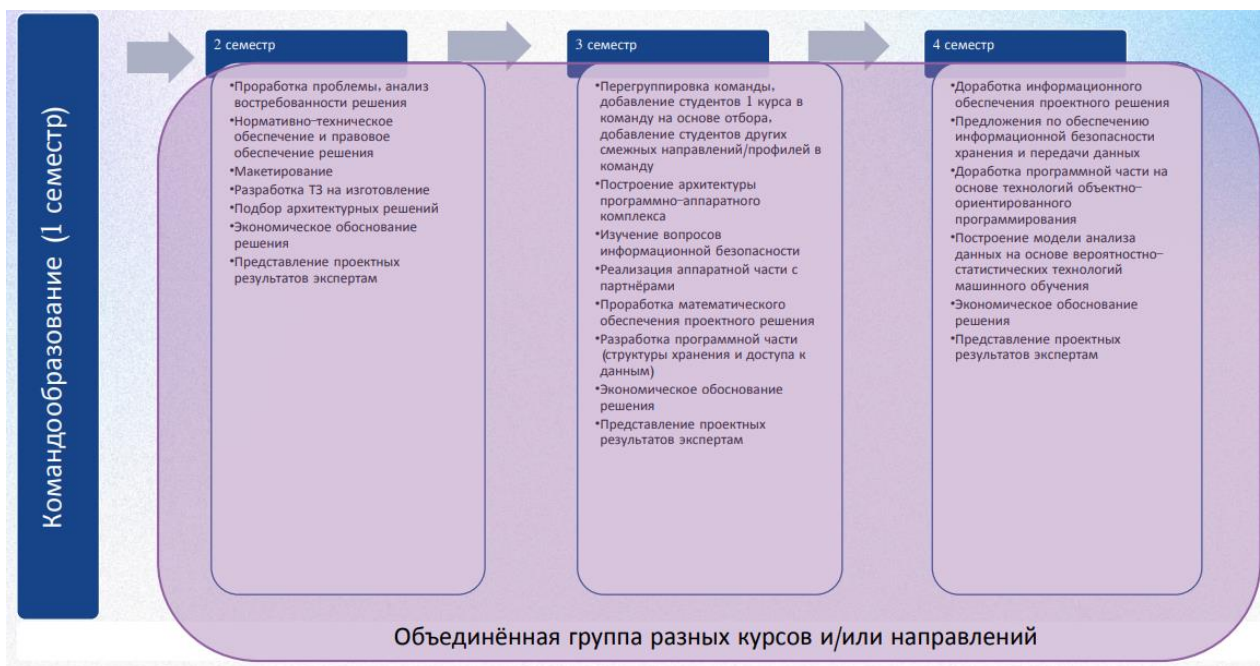 Командообразование (1 семестр)
2 семестр
•Проработка проблемы, анализ
востребованности решения
•Нормативно-техническое
обеспечение и правовое
обеспечение решения
•Макетирование
•Разработка ТЗ на изготовление
•Подбор архитектурных решений
•Экономическое обоснование
решения
•Представление проектных
результатов экспертам
3 семестр
•Перегруппировка команды,
добавление студентов 1 курса в
команду на основе отбора,
добавление студентов других
смежных направлений/профилей в
команду
•Построение архитектуры
программно-аппаратного
комплекса
•Изучение вопросов
информационной безопасности
•Реализация аппаратной части с
партнёрами
•Проработка математического
обеспечения проектного решения
•Разработка программной части
(структуры хранения и доступа к
данным)
•Экономическое обоснование
решения
•Представление проектных
результатов экспертам
4 семестр
•Доработка информационного
обеспечения проектного решения
•Предложения по обеспечению
информационной безопасности
хранения и передачи данных
•Доработка программной части на
основе технологий объектно-
ориентированного
программирования
•Построение модели анализа
данных на основе вероятностно-
статистических технологий
машинного обучения
•Экономическое обоснование
решения
•Представление проектных
результатов экспертам
Объединённая группа разных курсов и/или направлений